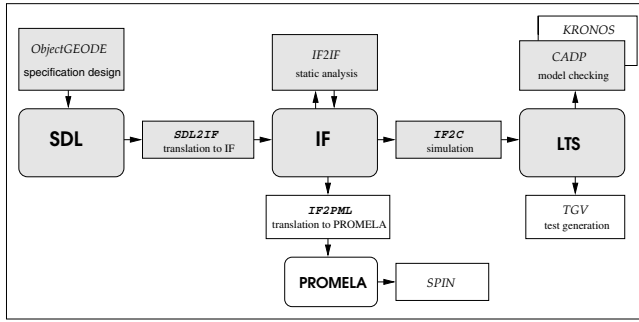 KRONOS
ObjectGEODE
specification design
IF2IF
static analysis
CADP
model checking
SDL
SDL2IF
translation to IF
IF
IF2C
simulation
LTS
IF2PML
translation to PROMELA
TGV
test generation
PROMELA
SPIN